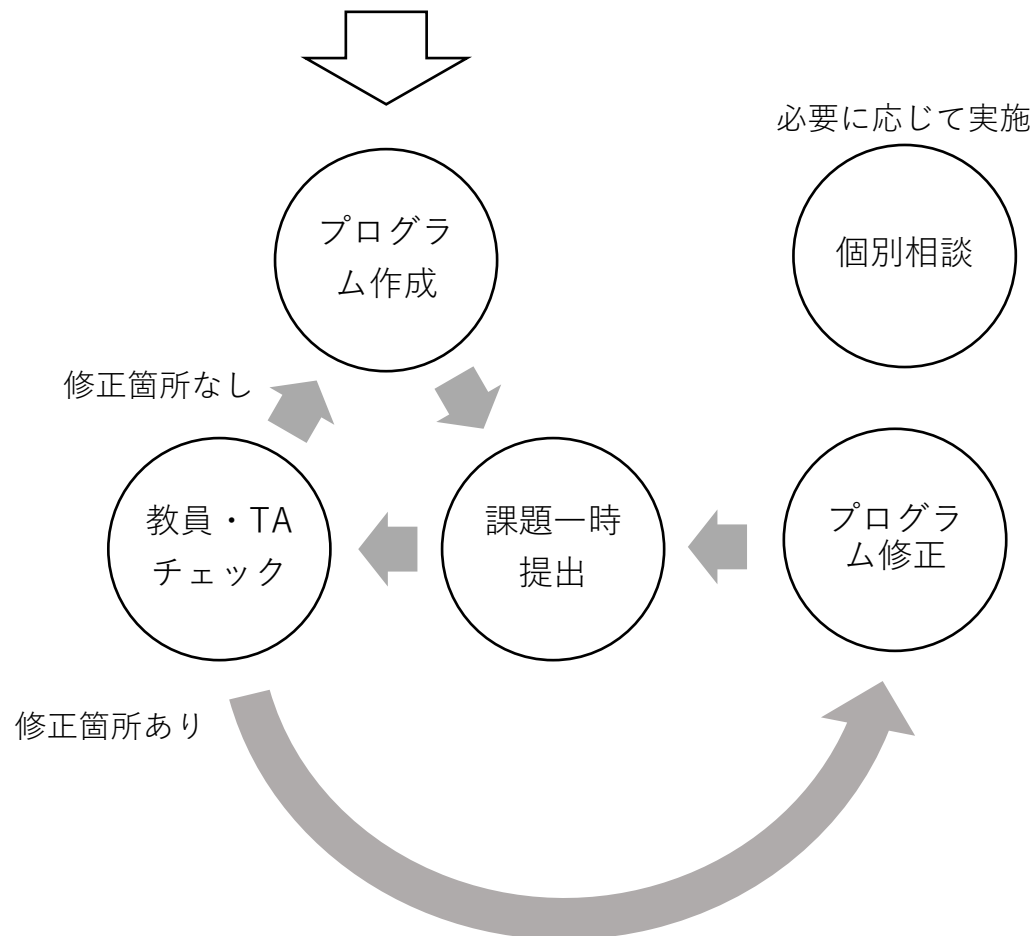 必要に応じて実施
プログラ
ム作成
個別相談
修正箇所なし
教員・TA
チェック
課題一時
提出
プログラ
ム修正
修正箇所あり